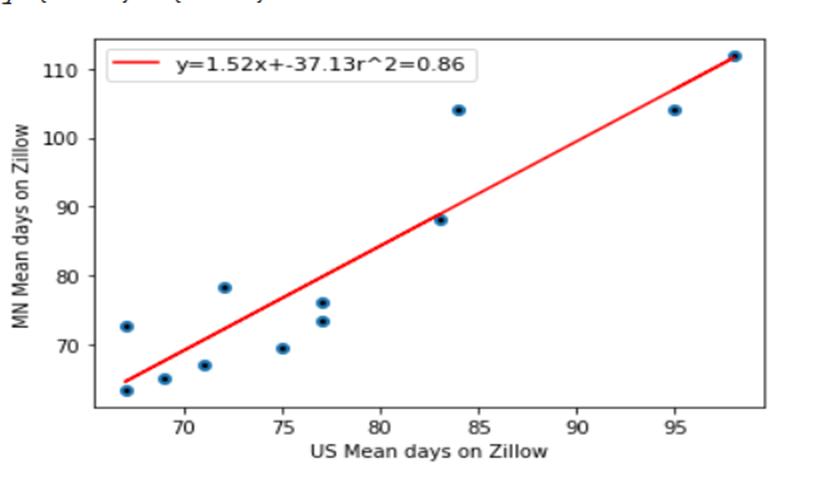 y=1.52x+-37.13r^2=0.86
110
100
90
80
70
MN Mean days on Zillow
70 75 80 85 90 95
US Mean days on Zillow